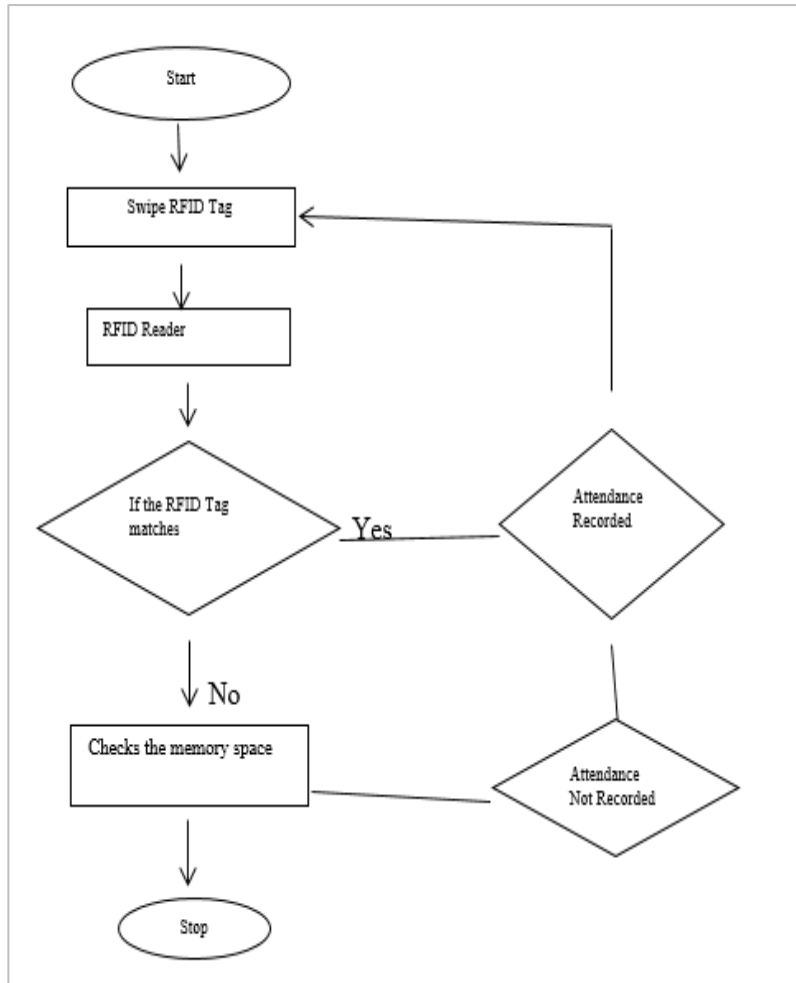 Start
Swipe RFID Tag
RFID Reader
If the RFID Tag
matches
Yes
Attendance
Recorded
No
Checks the memory space
Attendance
Not Recorded
Stop